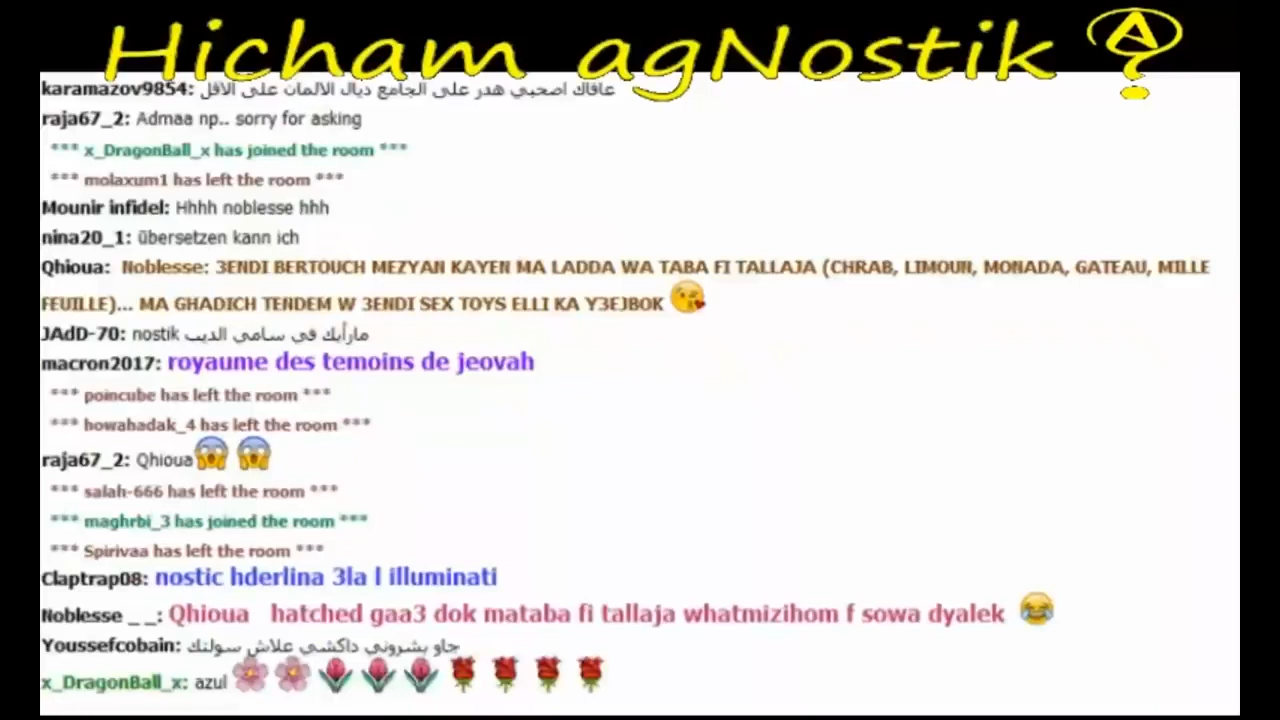 Hicham agNostik
karamazov9854: عافاك اصحبي هدر على الجامع ديال الالمان على الاقل
raja67_2: Admaa np.. sorry for asking
*** x_DragonBall_x has joined the room ***
*** molaxum1 has left the room ***
Mounir infidel: Hhhh noblesse hhh
nina20_1: übersetzen kann ich
Qhioua: Noblesse: 3ENDI BERTOUCH MEZYAN KAYEN MA LADDA WA TABA FI TALLAJA (CHRAB, LIMOUN, MONADA, GATEAU, MILLE
FEUILLE)... MA GHADICH TENDEM W 3ENDI SEX TOYS ELLI KA Y3EJBOK
JAdD-70: nostik مارأيك في سامي الديب
macron2017: royaume des temoins de jeovah
*** poincube has left the room ***
*** howahadak_4 has left the room ***
raja67_2: Qhioua
*** salah-666 has left the room ***
*** maghrbi_3 has joined the room ***
*** Spirivaa has left the room ***
Claptrap08: nostic hderlina 3la l illuminati
Noblesse _ _: Qhioua hatched gaa3 dok mataba fi tallaja whatmizihom f sowa dyalek
Youssefcobain: جاو بشروني داكشي علاش سولتك
x_DragonBall_x: azul